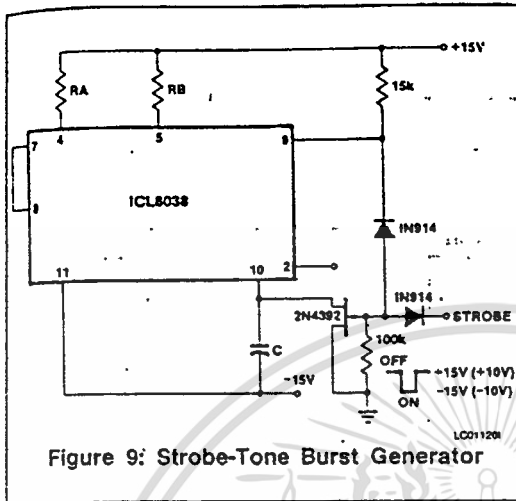 +15V
RA
RB
15k
4
5
9
7
8
ICL8038
IN914
11
10
2
IN914
STROBE
2N4392
100k
C
OFF
+15V (+10V)
-15V
-15V (-10V)
ON
LC01120I
Figure 9: Strobe-Tone Burst Generator